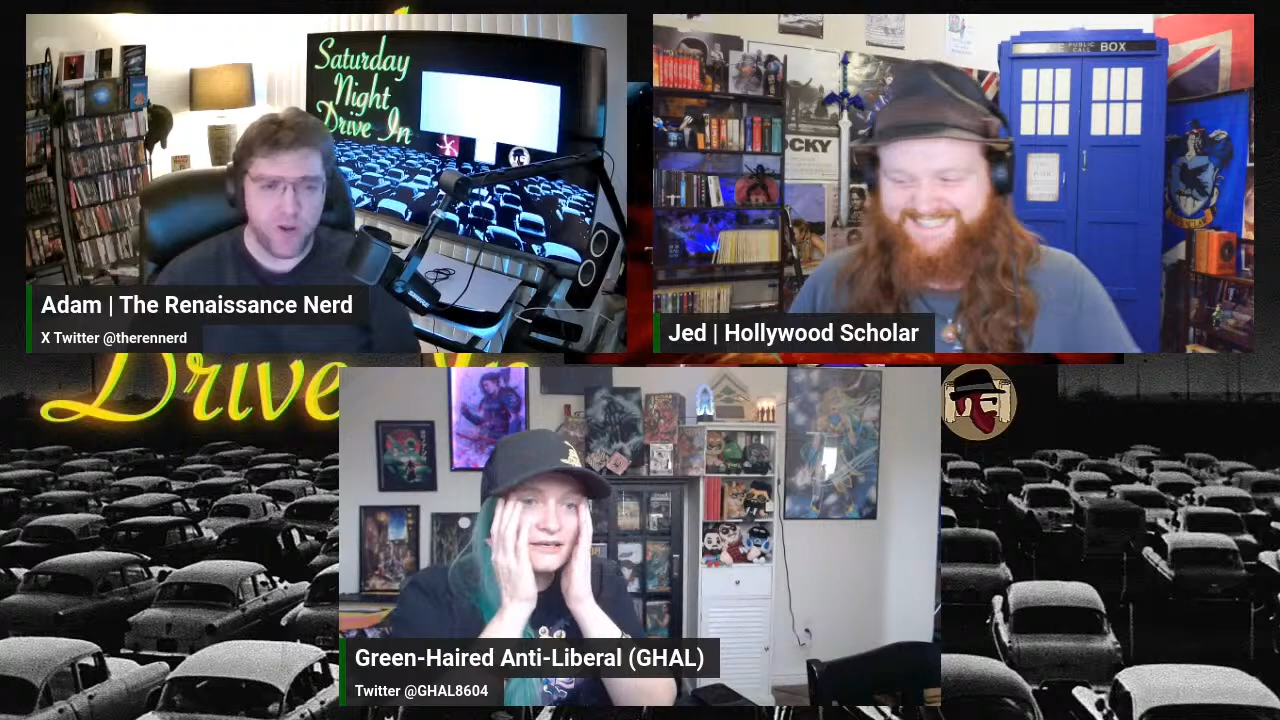 Saturday
Night
Drive In
Adam | The Renaissance Nerd
X Twitter @therennerd
PUBLIC
CALL
BOX
OCKY
Jed | Hollywood Scholar
Drive In
Green-Haired Anti-Liberal (GHAL)
Twitter @GHAL8604